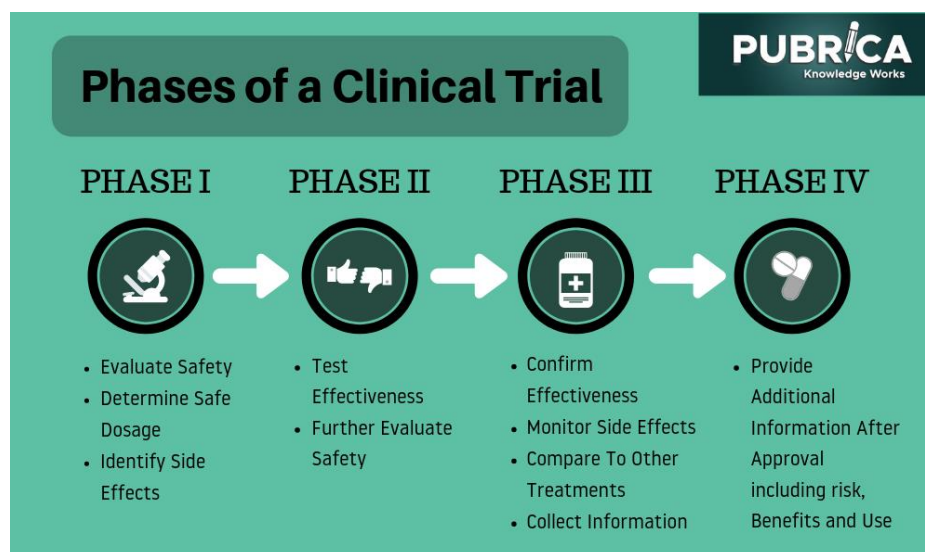 PUBRICA
Knowledge Works
Phases of a Clinical Trial
PHASE I
• Evaluate Safety
• Determine Safe
Dosage
• Identify Side
Effects
PHASE II
• Test
Effectiveness
• Further Evaluate
Safety
PHASE III
• Confirm
Effectiveness
• Monitor Side Effects
• Compare To Other
Treatments
• Collect Information
PHASE IV
• Provide
Additional
Information After
Approval
including risk,
Benefits and Use